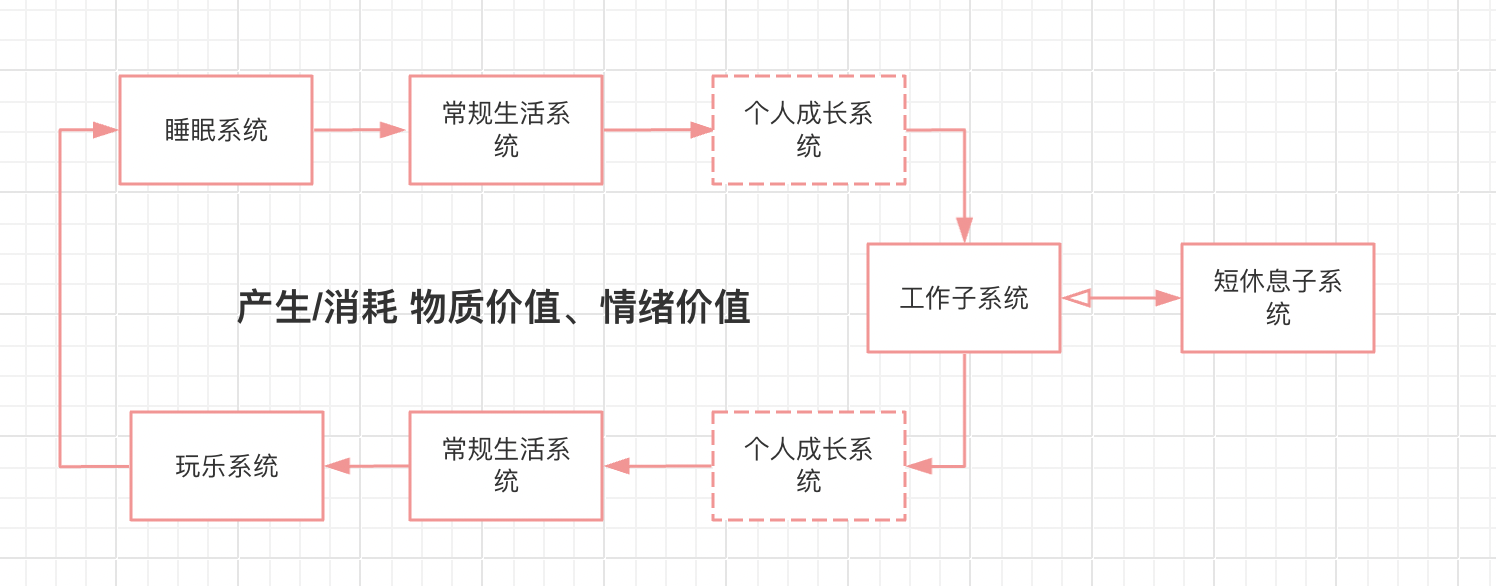 睡眠系统
常规生活系
统
个人成长系
统
工作子系统
短休息子系
统
产生/消耗 物质价值、情绪价值
玩乐系统
常规生活系
统
个人成长系
统